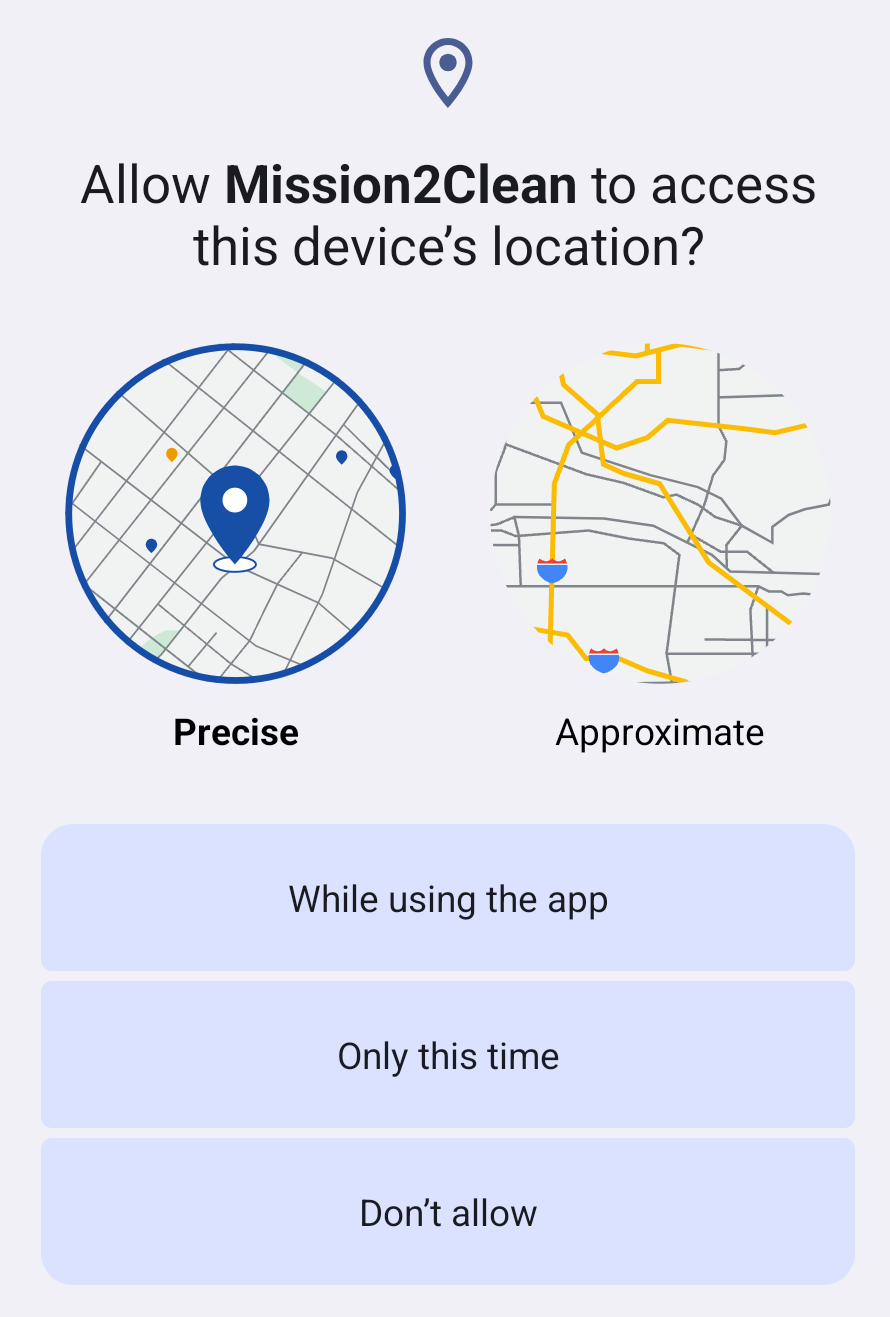 Allow Mission2Clean to access
this device’s location?
Precise
Approximate
While using the app
Only this time
Don’t allow